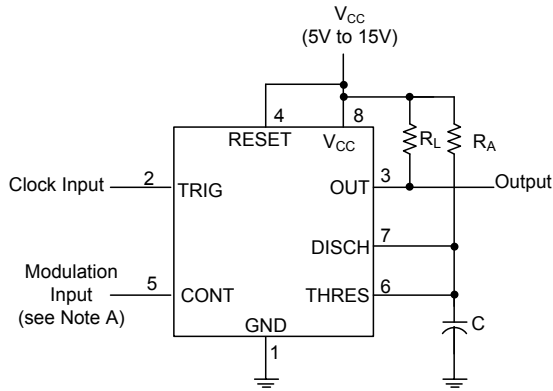 VCC
(5V to 15V)
4
8
RESET
VCC
RL
RA
Clock Input
2
TRIG
OUT
3
Output
DISCH
7
Modulation
Input
(see Note A)
5
CONT
THRES
6
GND
1
C